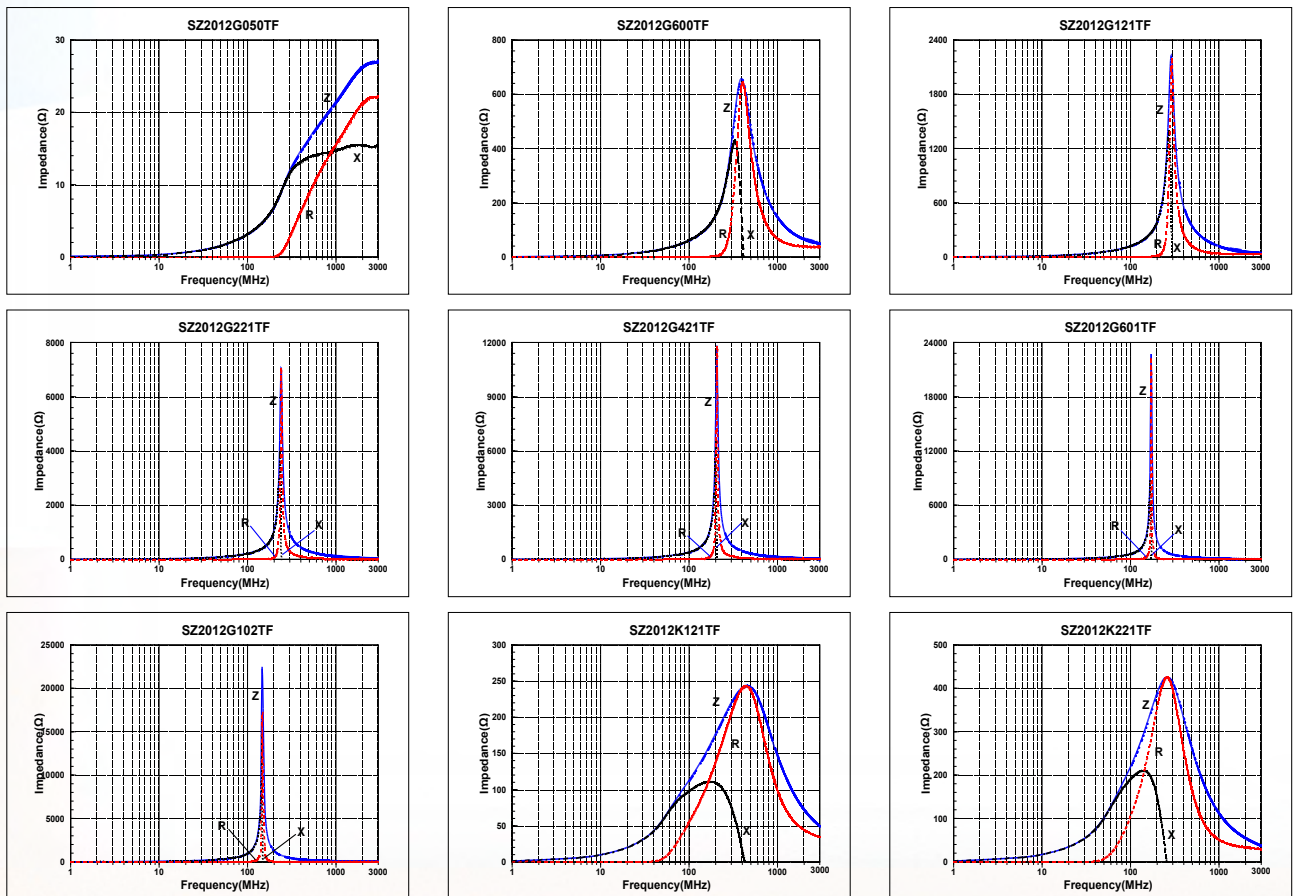 SZ2012G050TF
30
24
18
12
6
0
Impedance(Ω)
Z
X
R
1
10
100
1000
3000
Frequency(MHz)
SZ2012G600TF
800
600
400
200
0
Impedance(Ω)
Z
R
X
1
10
100
1000
3000
Frequency(MHz)
SZ2012G121TF
2400
1800
1200
600
0
Impedance(Ω)
Z
R
X
1
10
100
1000
3000
Frequency(MHz)
SZ2012G221TF
8000
6000
4000
2000
0
Impedance(Ω)
Z
R
X
1
10
100
1000
3000
Frequency(MHz)
SZ2012G421TF
12000
9000
6000
3000
0
Impedance(Ω)
Z
R
X
1
10
100
1000
3000
Frequency(MHz)
SZ2012G601TF
24000
18000
12000
6000
0
Impedance(Ω)
Z
R
X
1
10
100
1000
3000
Frequency(MHz)
SZ2012G102TF
25000
20000
15000
10000
5000
0
Impedance(Ω)
Z
R
X
1
10
100
1000
3000
Frequency(MHz)
SZ2012K121TF
300
250
200
150
100
50
0
Impedance(Ω)
Z
R
X
1
10
100
1000
3000
Frequency(MHz)
SZ2012K221TF
500
400
300
200
100
0
Impedance(Ω)
Z
R
X
1
10
100
1000
3000
Frequency(MHz)